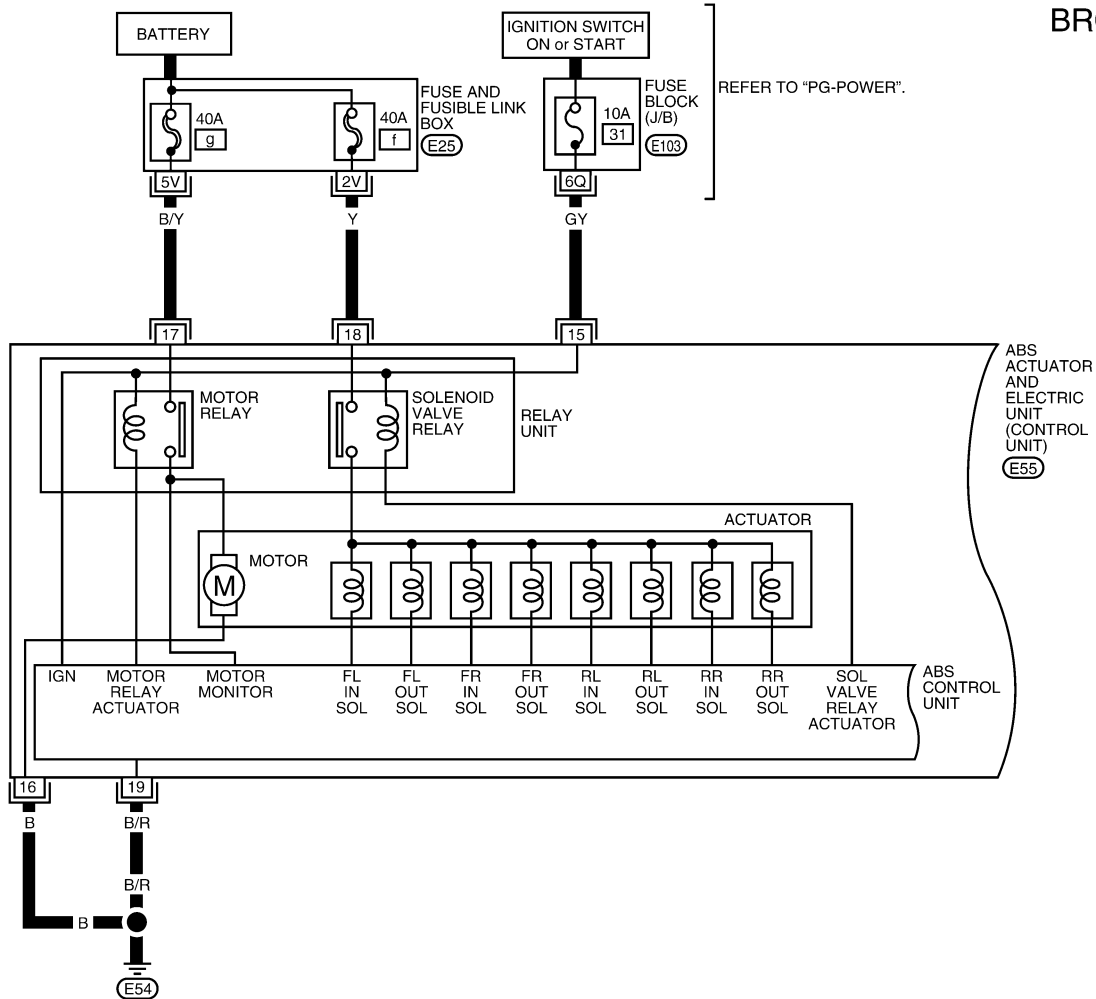 BR
BATTERY
IGNITION SWITCH
ON or START
REFER TO “PG-POWER”.
40A
g
40A
f
FUSE AND
FUSIBLE LINK
BOX
E25
10A
31
FUSE
BLOCK
(J/B)
E103
5V
2V
6Q
B/Y
Y
GY
17
18
15
MOTOR
RELAY
SOLENOID
VALVE
RELAY
RELAY
UNIT
ABS
ACTUATOR
AND
ELECTRIC
UNIT
(CONTROL
UNIT)
E55
ACTUATOR
MOTOR
M
IGN
MOTOR
RELAY
ACTUATOR
MOTOR
MONITOR
FL
IN
SOL
FL
OUT
SOL
FR
IN
SOL
FR
OUT
SOL
RL
IN
SOL
RL
OUT
SOL
RR
IN
SOL
RR
OUT
SOL
SOL
VALVE
RELAY
ACTUATOR
ABS
CONTROL
UNIT
16
19
B
B/R
B/R
B
E54